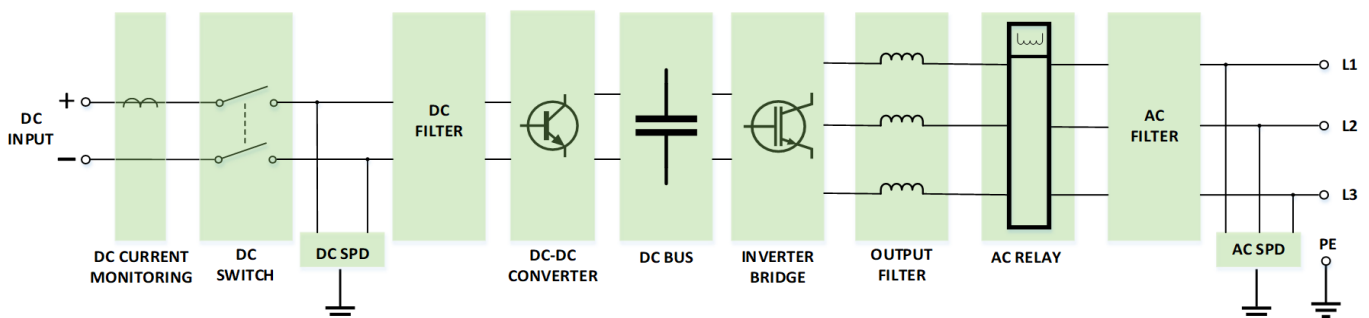 +
DC
INPUT
−
DC CURRENT
MONITORING
DC
SWITCH
DC SPD
DC
FILTER
DC-DC
CONVERTER
DC BUS
INVERTER
BRIDGE
OUTPUT
FILTER
AC RELAY
AC
FILTER
AC SPD
L1
L2
L3
PE